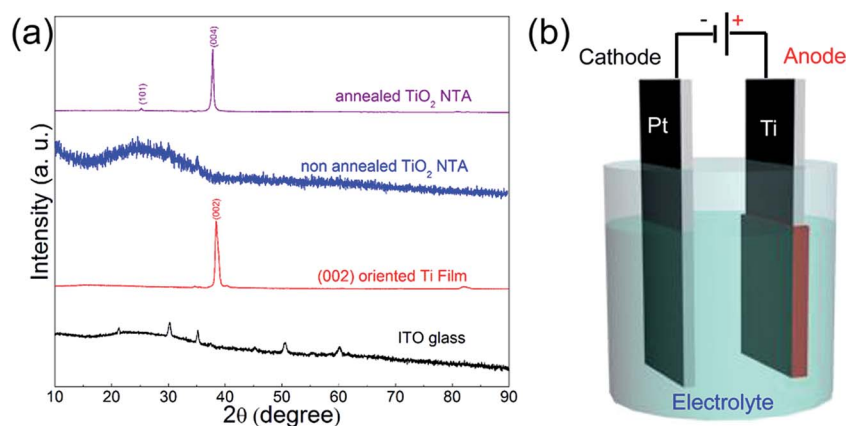 (a)
Intensity (a. u.)
(004)
(101)
annealed TiO₂ NTA
non annealed TiO₂ NTA
(002)
(002) oriented Ti Film
ITO glass
10 20 30 40 50 60 70 80 90
2θ (degree)
(b)
- +
Cathode Anode
Pt Ti
Electrolyte